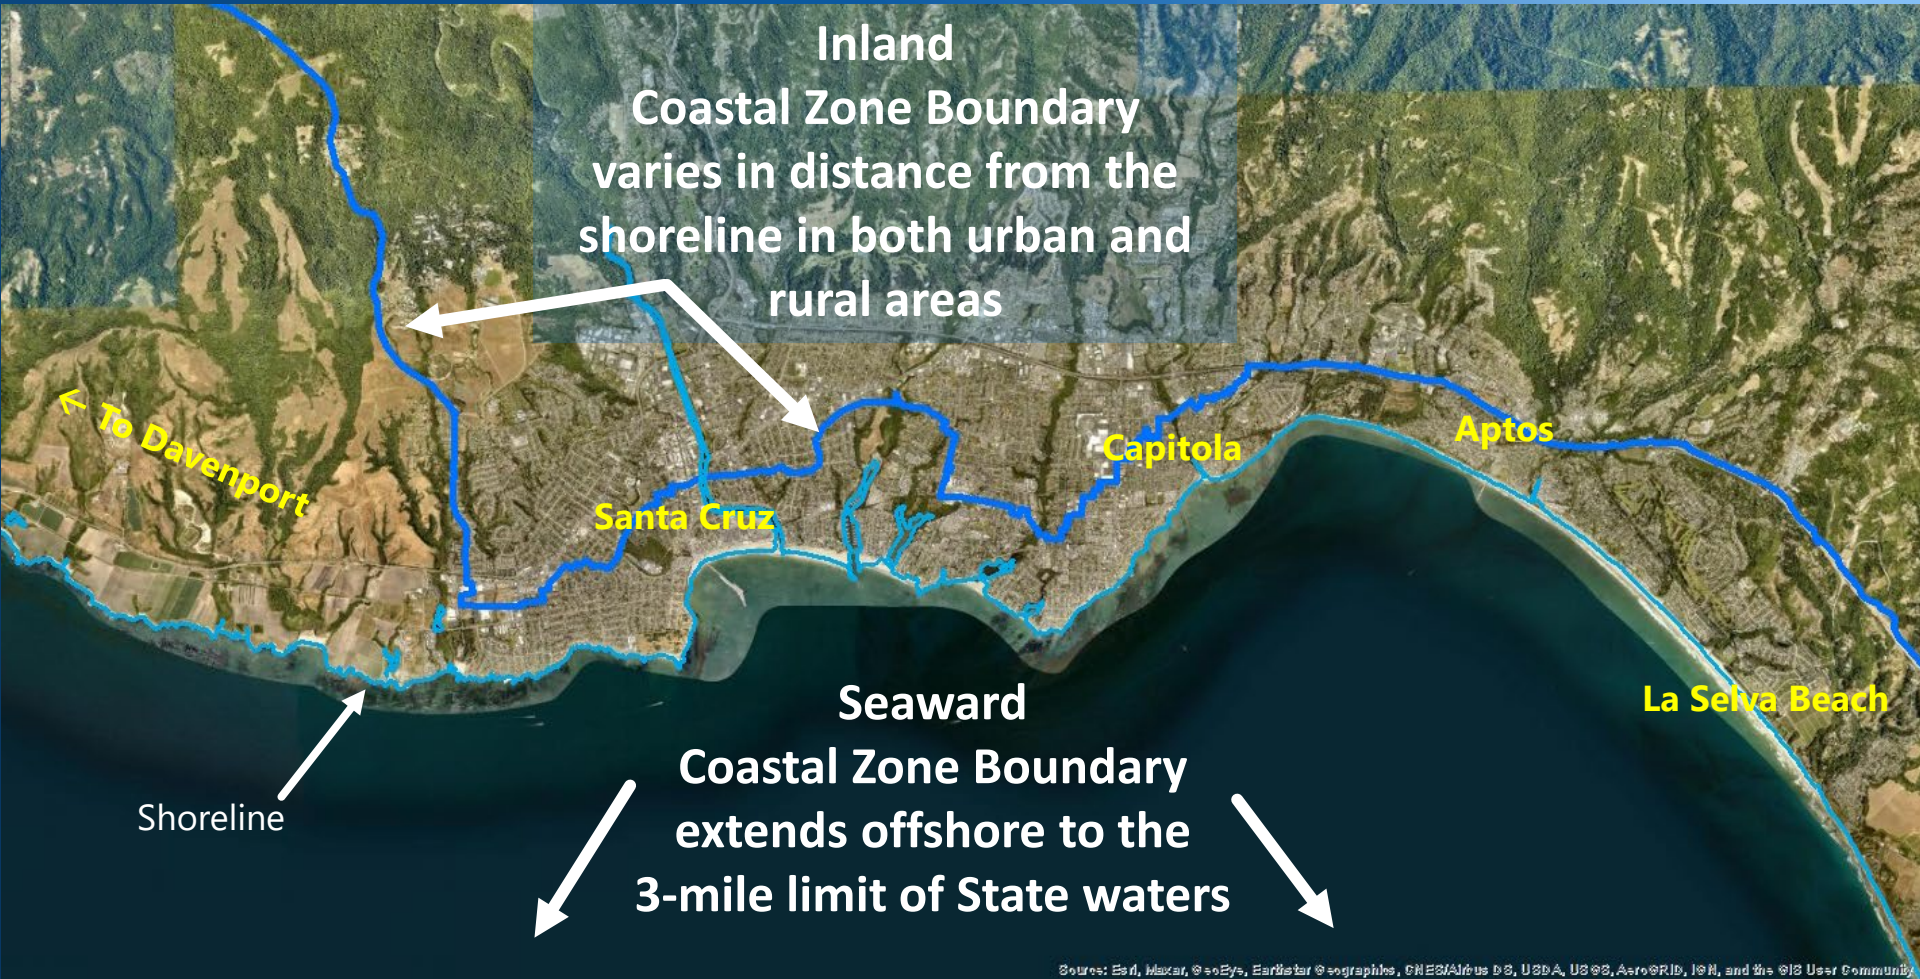 Inland
Coastal Zone Boundary
varies in distance from the
shoreline in both urban and
rural areas
← To Davenport
Aptos
Capitola
Santa Cruz
La Selva Beach
Seaward
Coastal Zone Boundary
extends offshore to the
3-mile limit of State waters
Shoreline
Source: Esri, Maxar, GeoEye, Earthstar Geographics, CNES/Airbus DS, USDA, USGS, AeroGRID, IGN, and the GIS User Community